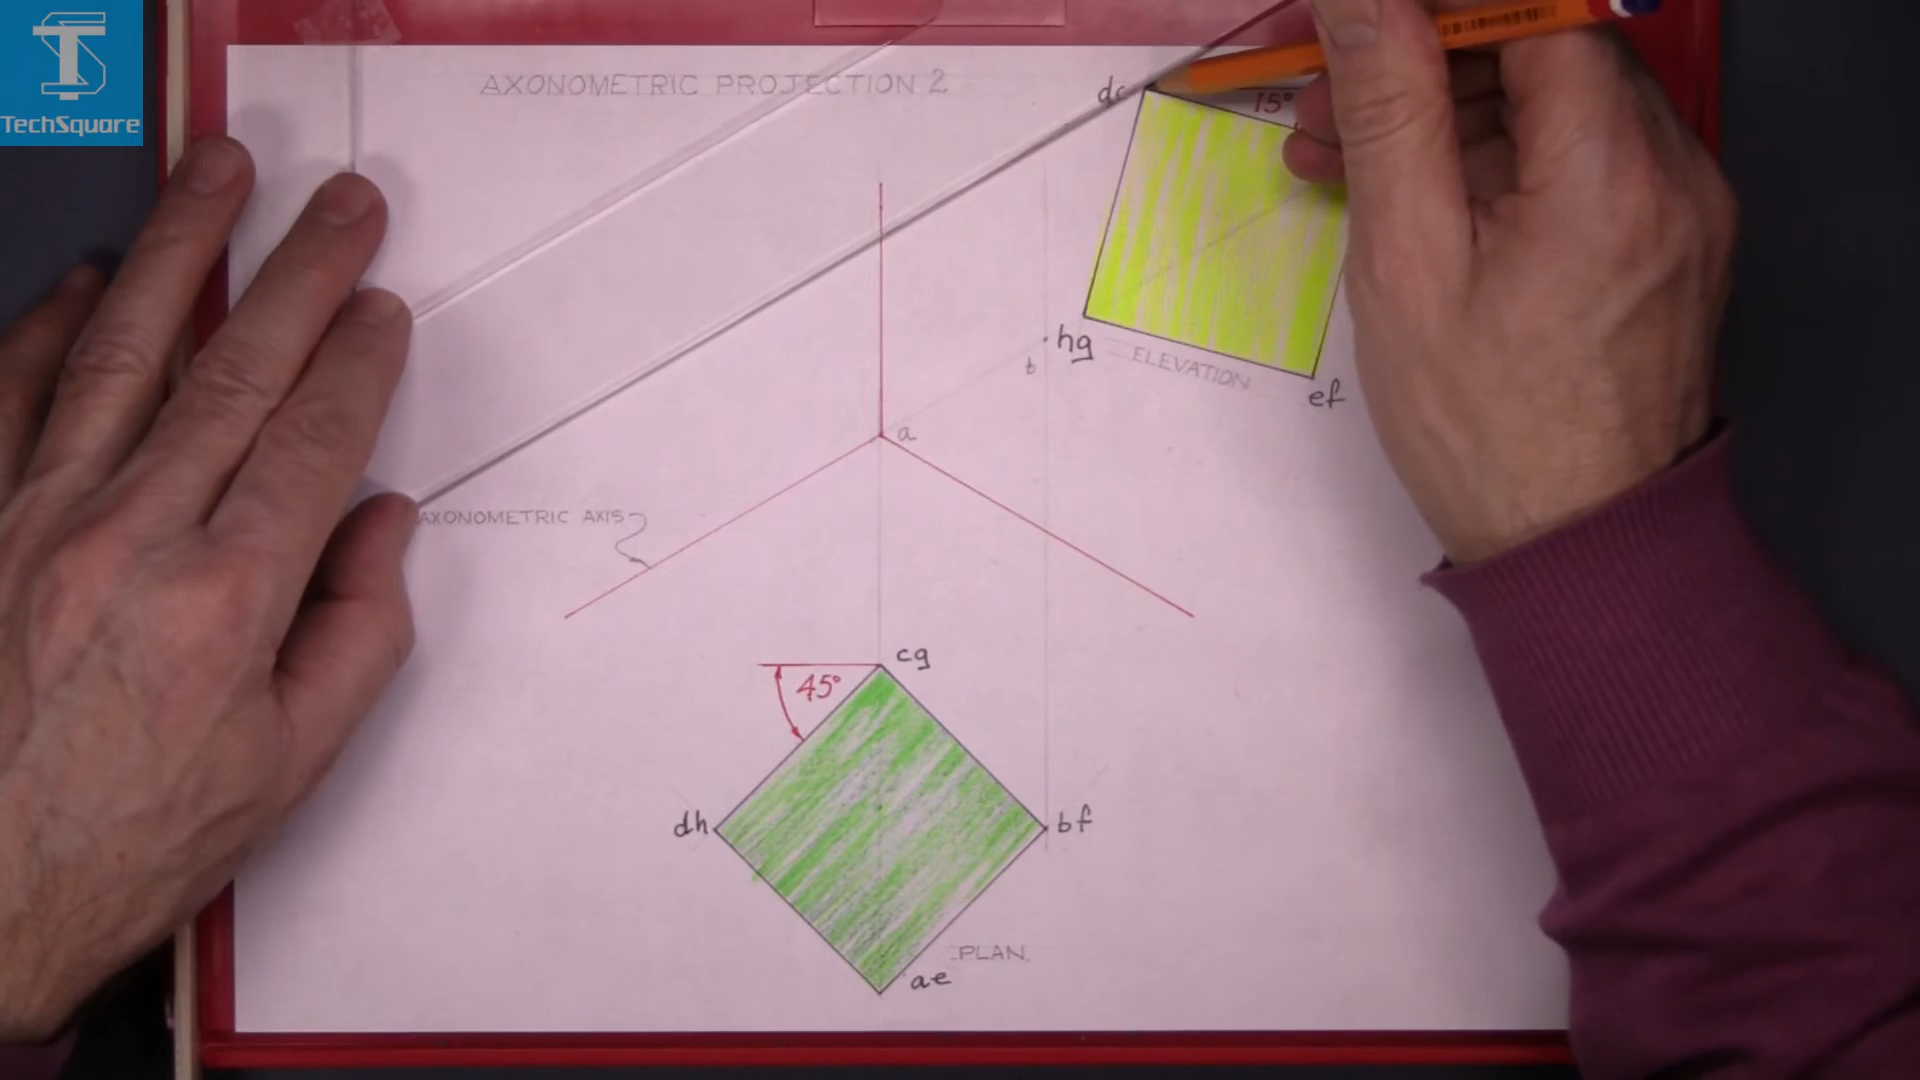 TechSquare
AXONOMETRIC PROJECTION 2
dc
15°
hg
b
ELEVATION
ef
a
AXONOMETRIC AXIS
cg
45°
dh
bf
PLAN.
ae